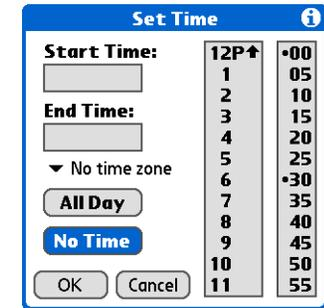 Set Time
Start Time:
End Time:
No time zone
All Day
No Time
OK
Cancel
12P
1
2
3
4
5
6
7
8
9
10
11
•00
05
10
15
20
25
•30
35
40
45
50
55